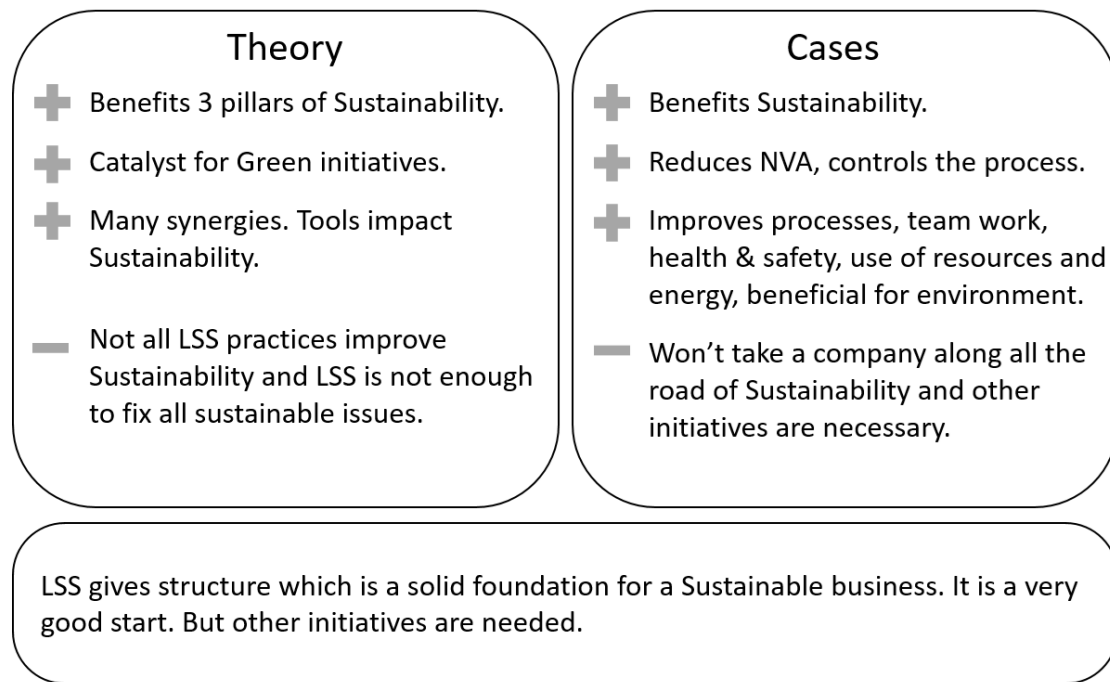 Theory
Benefits 3 pillars of Sustainability.
Catalyst for Green initiatives.
Many synergies. Tools impact
Sustainability.
Not all LSS practices improve
Sustainability and LSS is not enough
to fix all sustainable issues.
Cases
Benefits Sustainability.
Reduces NVA, controls the process.
Improves processes, team work,
health & safety, use of resources and
energy, beneficial for environment.
Won’t take a company along all the
road of Sustainability and other
initiatives are necessary.
LSS gives structure which is a solid foundation for a Sustainable business. It is a very
good start. But other initiatives are needed.